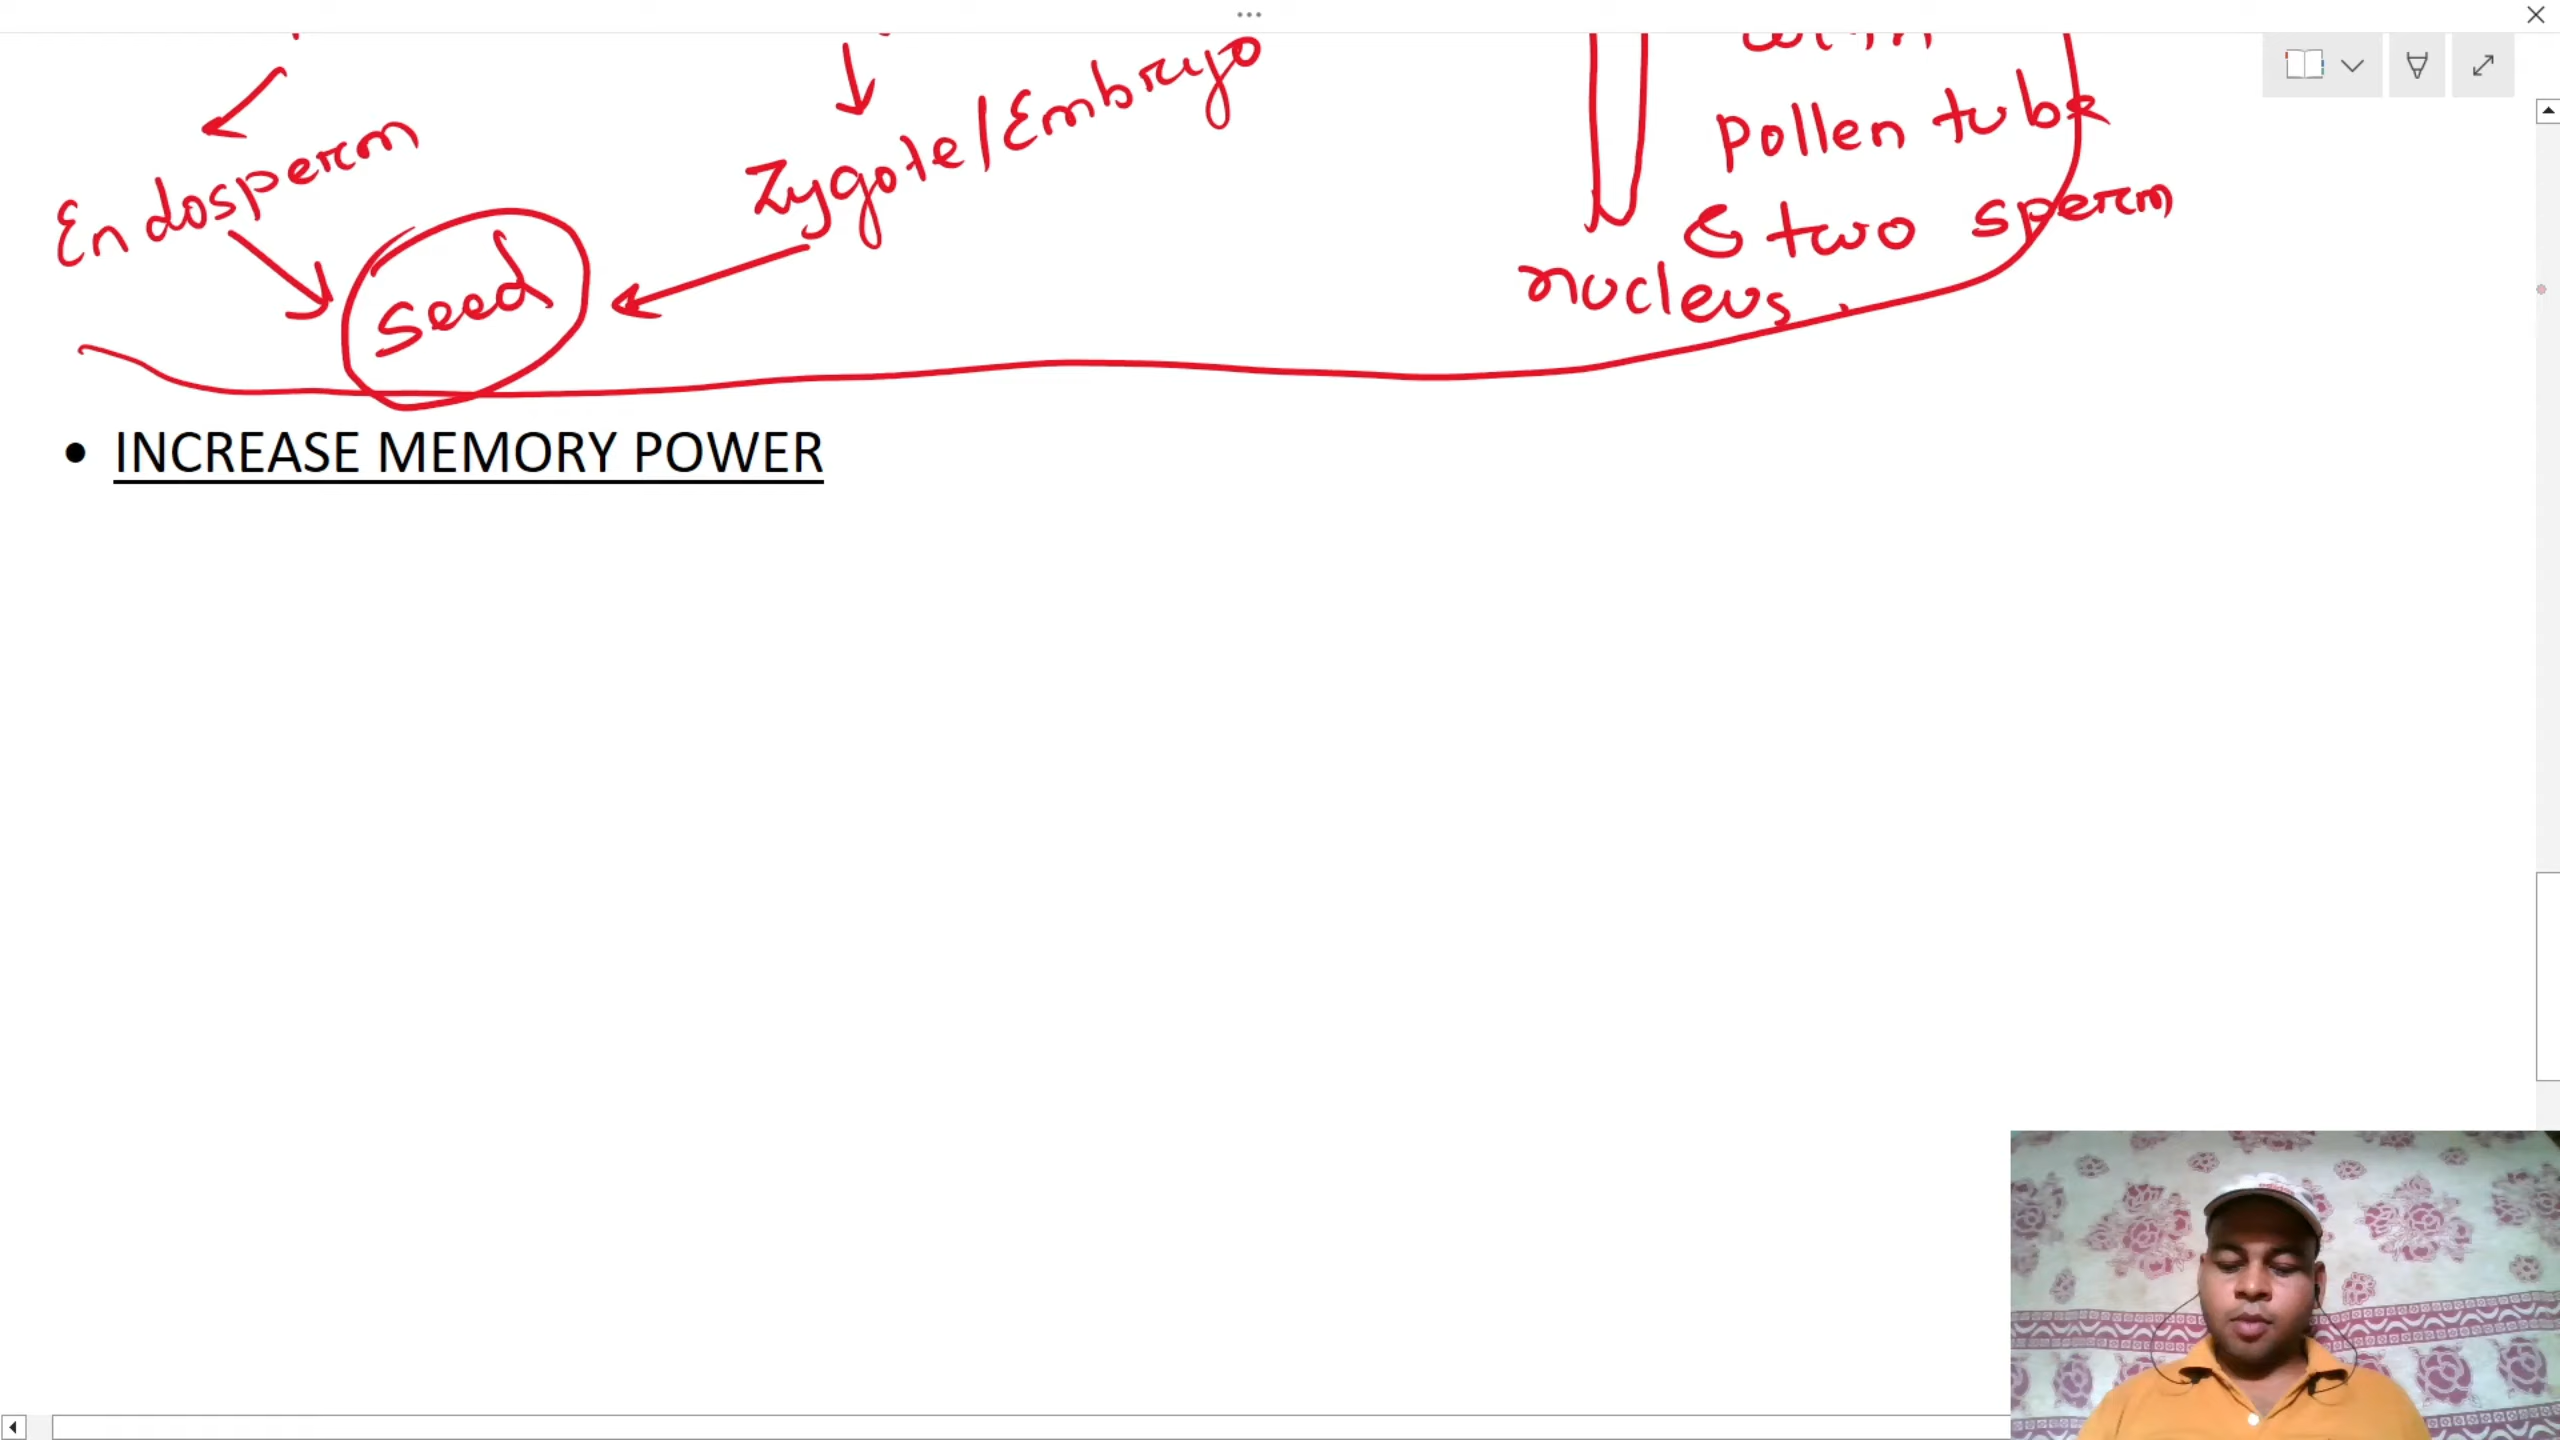 Endosperm
Zygote/Embryo
Seed
pollen tube
& two sperm
nucleus.
• INCREASE MEMORY POWER